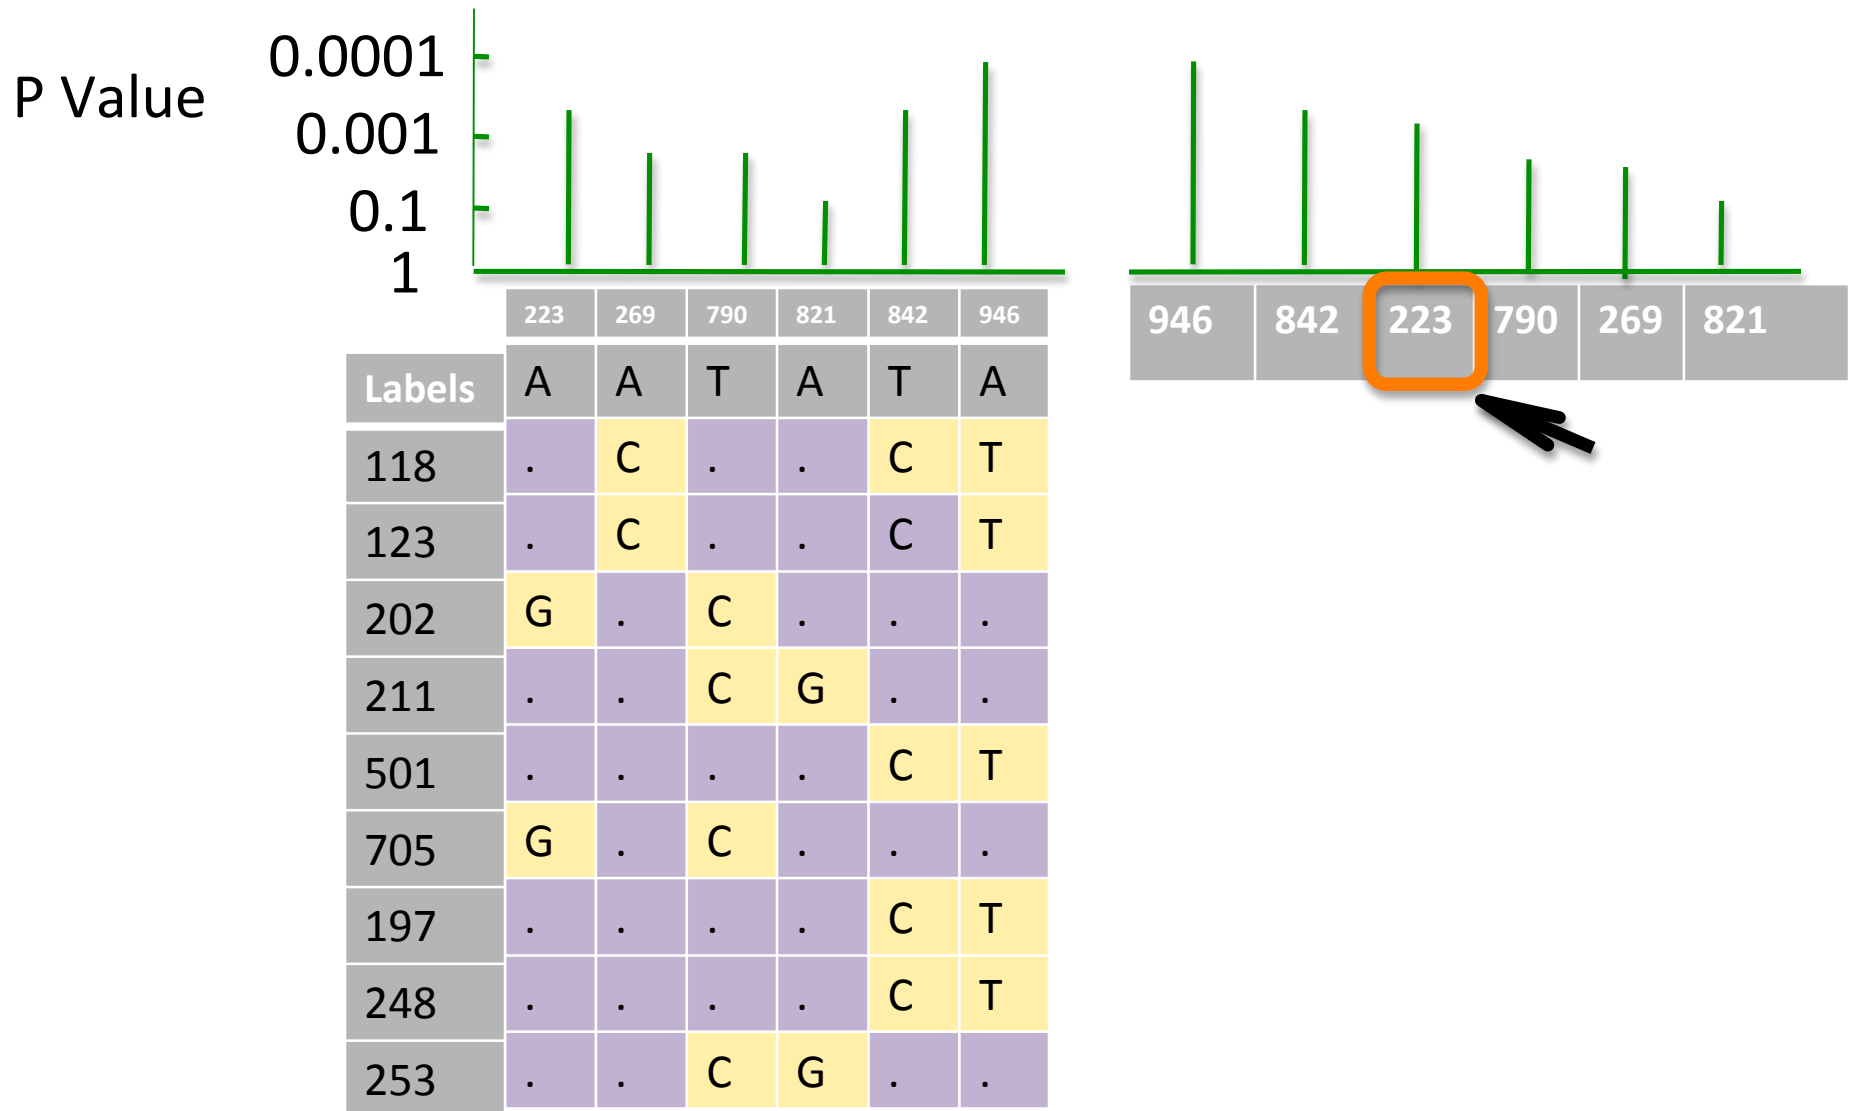 P Value
0.0001
0.001
0.1
1
223 269 790 821 842 946
946 842 223 790 269 821
Labels A A T A T A
118 . C . . C T
123 . C . . C T
202 G . C . . .
211 . . C G . .
501 . . . . C T
705 G . C . . .
197 . . . . C T
248 . . . . C T
253 . . C G . .